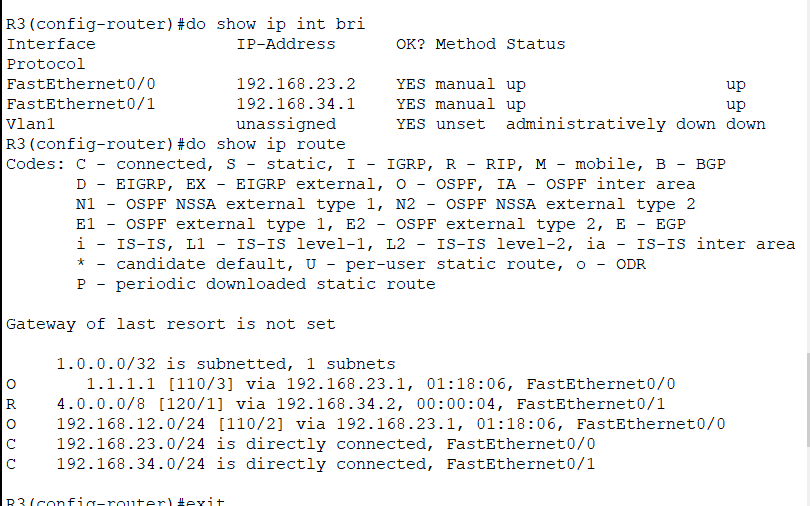 R3(config-router)#do show ip int bri
Interface              IP-Address      OK? Method Status
Protocol
FastEthernet0/0        192.168.23.2    YES manual up                    up
FastEthernet0/1        192.168.34.1    YES manual up                    up
Vlan1                  unassigned      YES unset  administratively down down
R3(config-router)#do show ip route
Codes: C - connected, S - static, I - IGRP, R - RIP, M - mobile, B - BGP
       D - EIGRP, EX - EIGRP external, O - OSPF, IA - OSPF inter area
       N1 - OSPF NSSA external type 1, N2 - OSPF NSSA external type 2
       E1 - OSPF external type 1, E2 - OSPF external type 2, E - EGP
       i - IS-IS, L1 - IS-IS level-1, L2 - IS-IS level-2, ia - IS-IS inter area
       * - candidate default, U - per-user static route, o - ODR
       P - periodic downloaded static route
Gateway of last resort is not set
     1.0.0.0/32 is subnetted, 1 subnets
O       1.1.1.1 [110/3] via 192.168.23.1, 01:18:06, FastEthernet0/0
R    4.0.0.0/8 [120/1] via 192.168.34.2, 00:00:04, FastEthernet0/1
O    192.168.12.0/24 [110/2] via 192.168.23.1, 01:18:06, FastEthernet0/0
C    192.168.23.0/24 is directly connected, FastEthernet0/0
C    192.168.34.0/24 is directly connected, FastEthernet0/1
R3(config-router)#exit